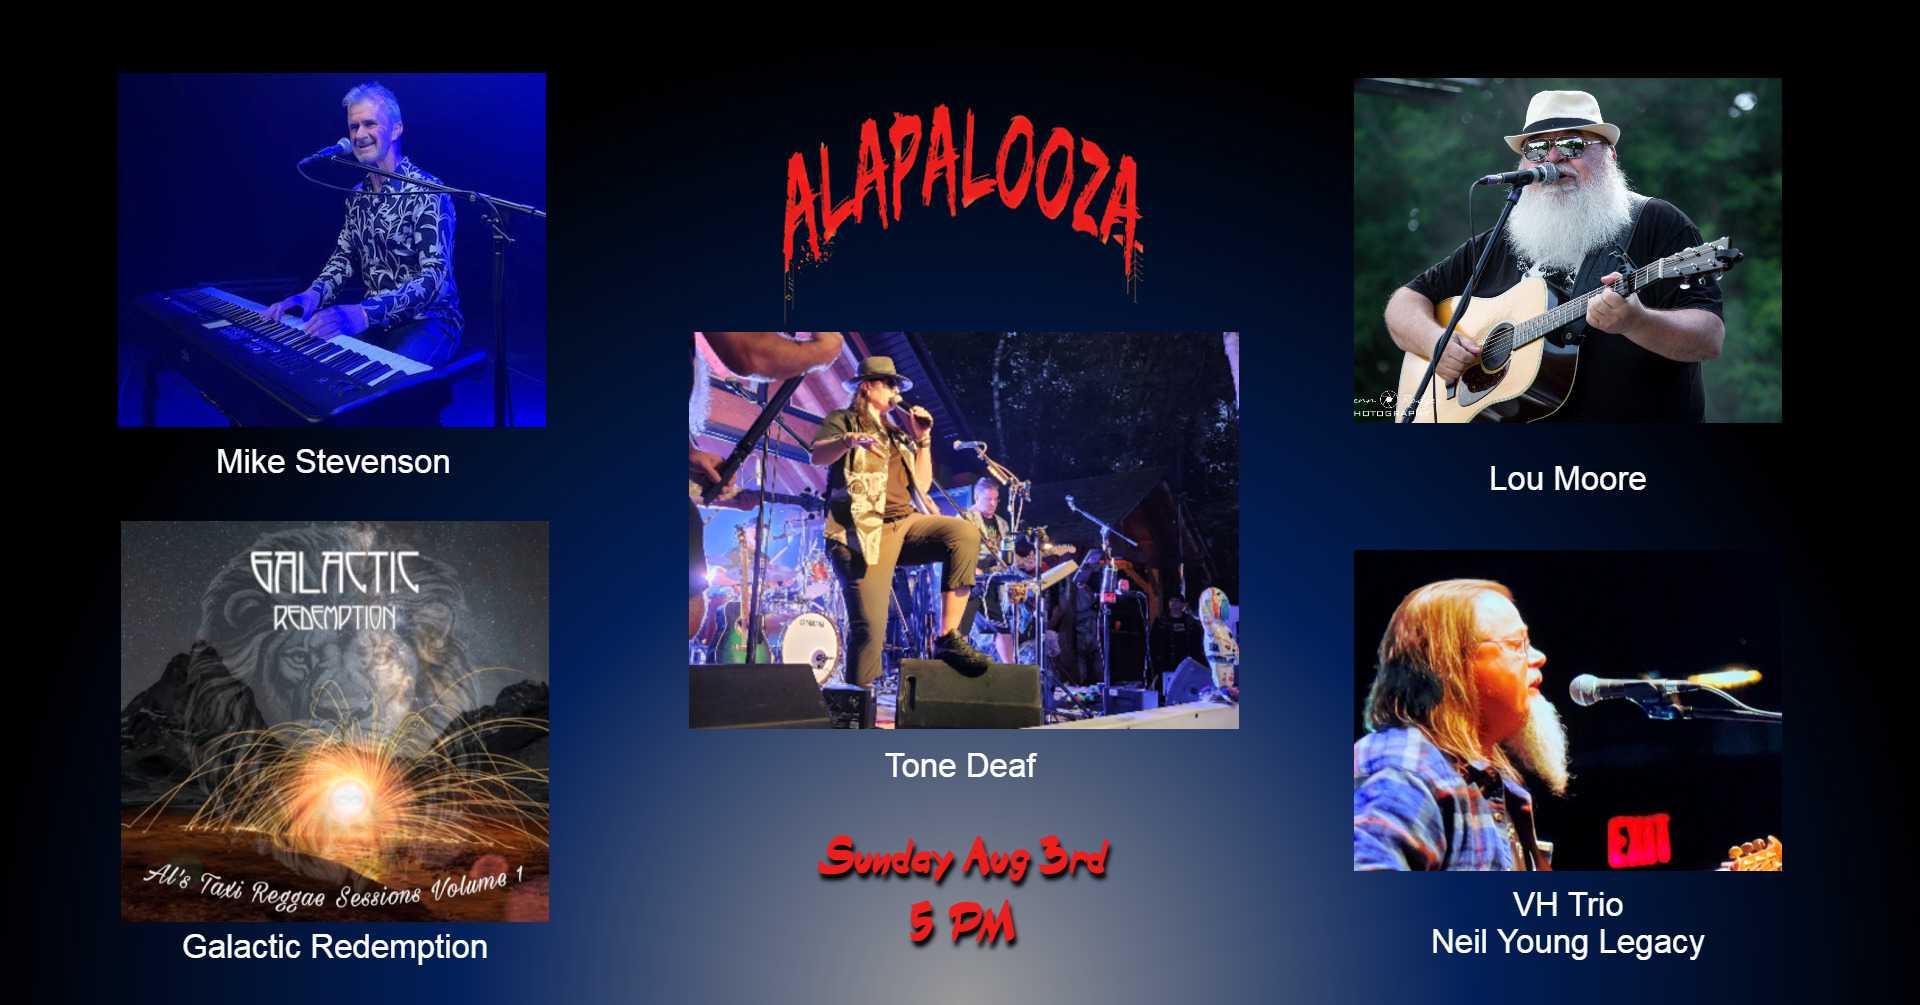 ALAPALOOZA
Mike Stevenson
Lou Moore
HOTOGRAPHY
GALACTIC
REDEMPTION
Al's Taxi Reggae Sessions Volume 1
Galactic Redemption
Tone Deaf
EXIT
VH Trio
Neil Young Legacy
Sunday Aug 3rd
5 PM